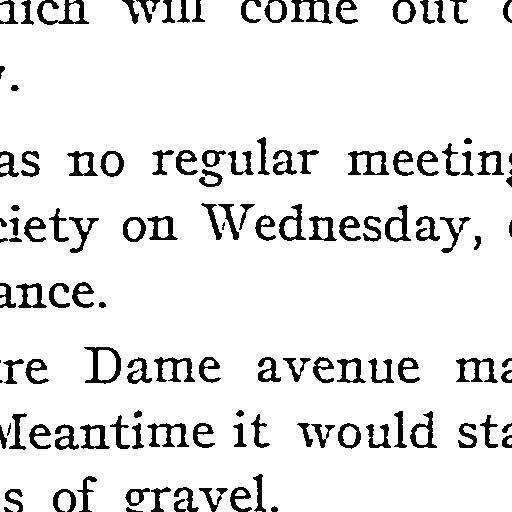 hich will come out
y.
as no regular meeting
ciety on Wednesday,
ance.
tre Dame avenue ma
Meantime it would sta
s of gravel.